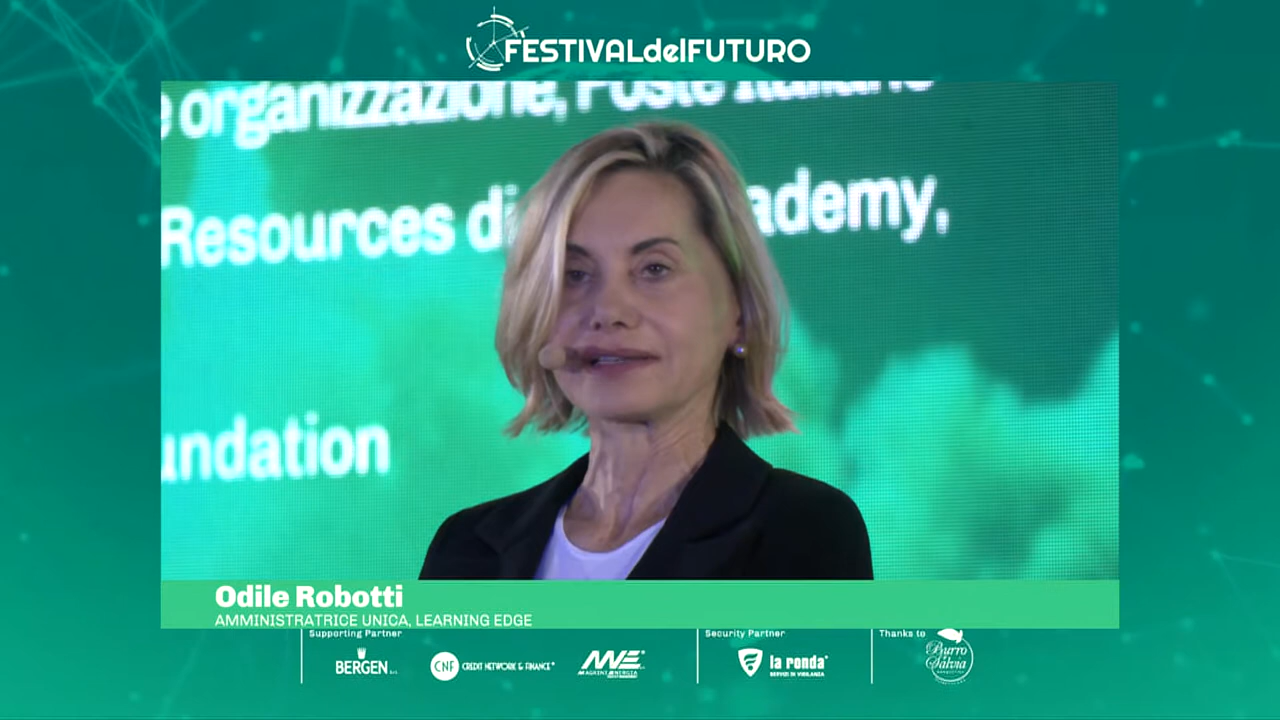 FESTIVALdelFUTURO
e organizzazione, Poste Italiane
Resources di ademy,
undation
Odile Robotti
AMMINISTRATRICE UNICA, LEARNING EDGE
Supporting Partner
Security Partner
Thanks to
BERGEN
CNF
CREDIT NETWORK & FINANCE
la ronda
SERVIZI DI VIGILANZA
Burro
Salvia